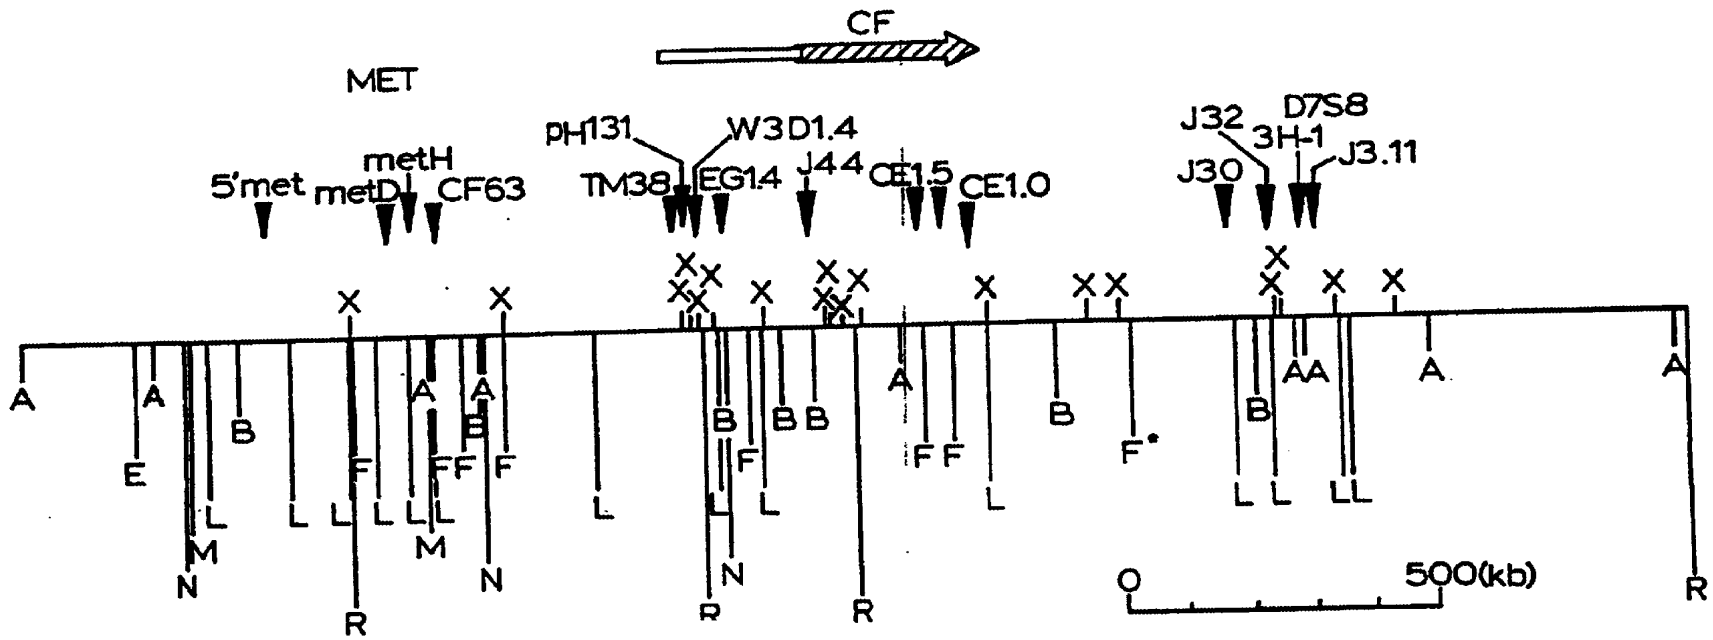 CF
MET
D7S8
pH131 W3D1.4 J32 3H-1 J3.11
metH J44
5'met metD CF63 TM38 EG1.4 CE1.5 CE1.0 J30
X X
X X X X X X X
X X X X X X X X X
A A B A A B B B A B B A A A A
E F F F F F F F F*
L L L L L L L L L L L L L L
M M
N N N
R R R R
0 500(kb)